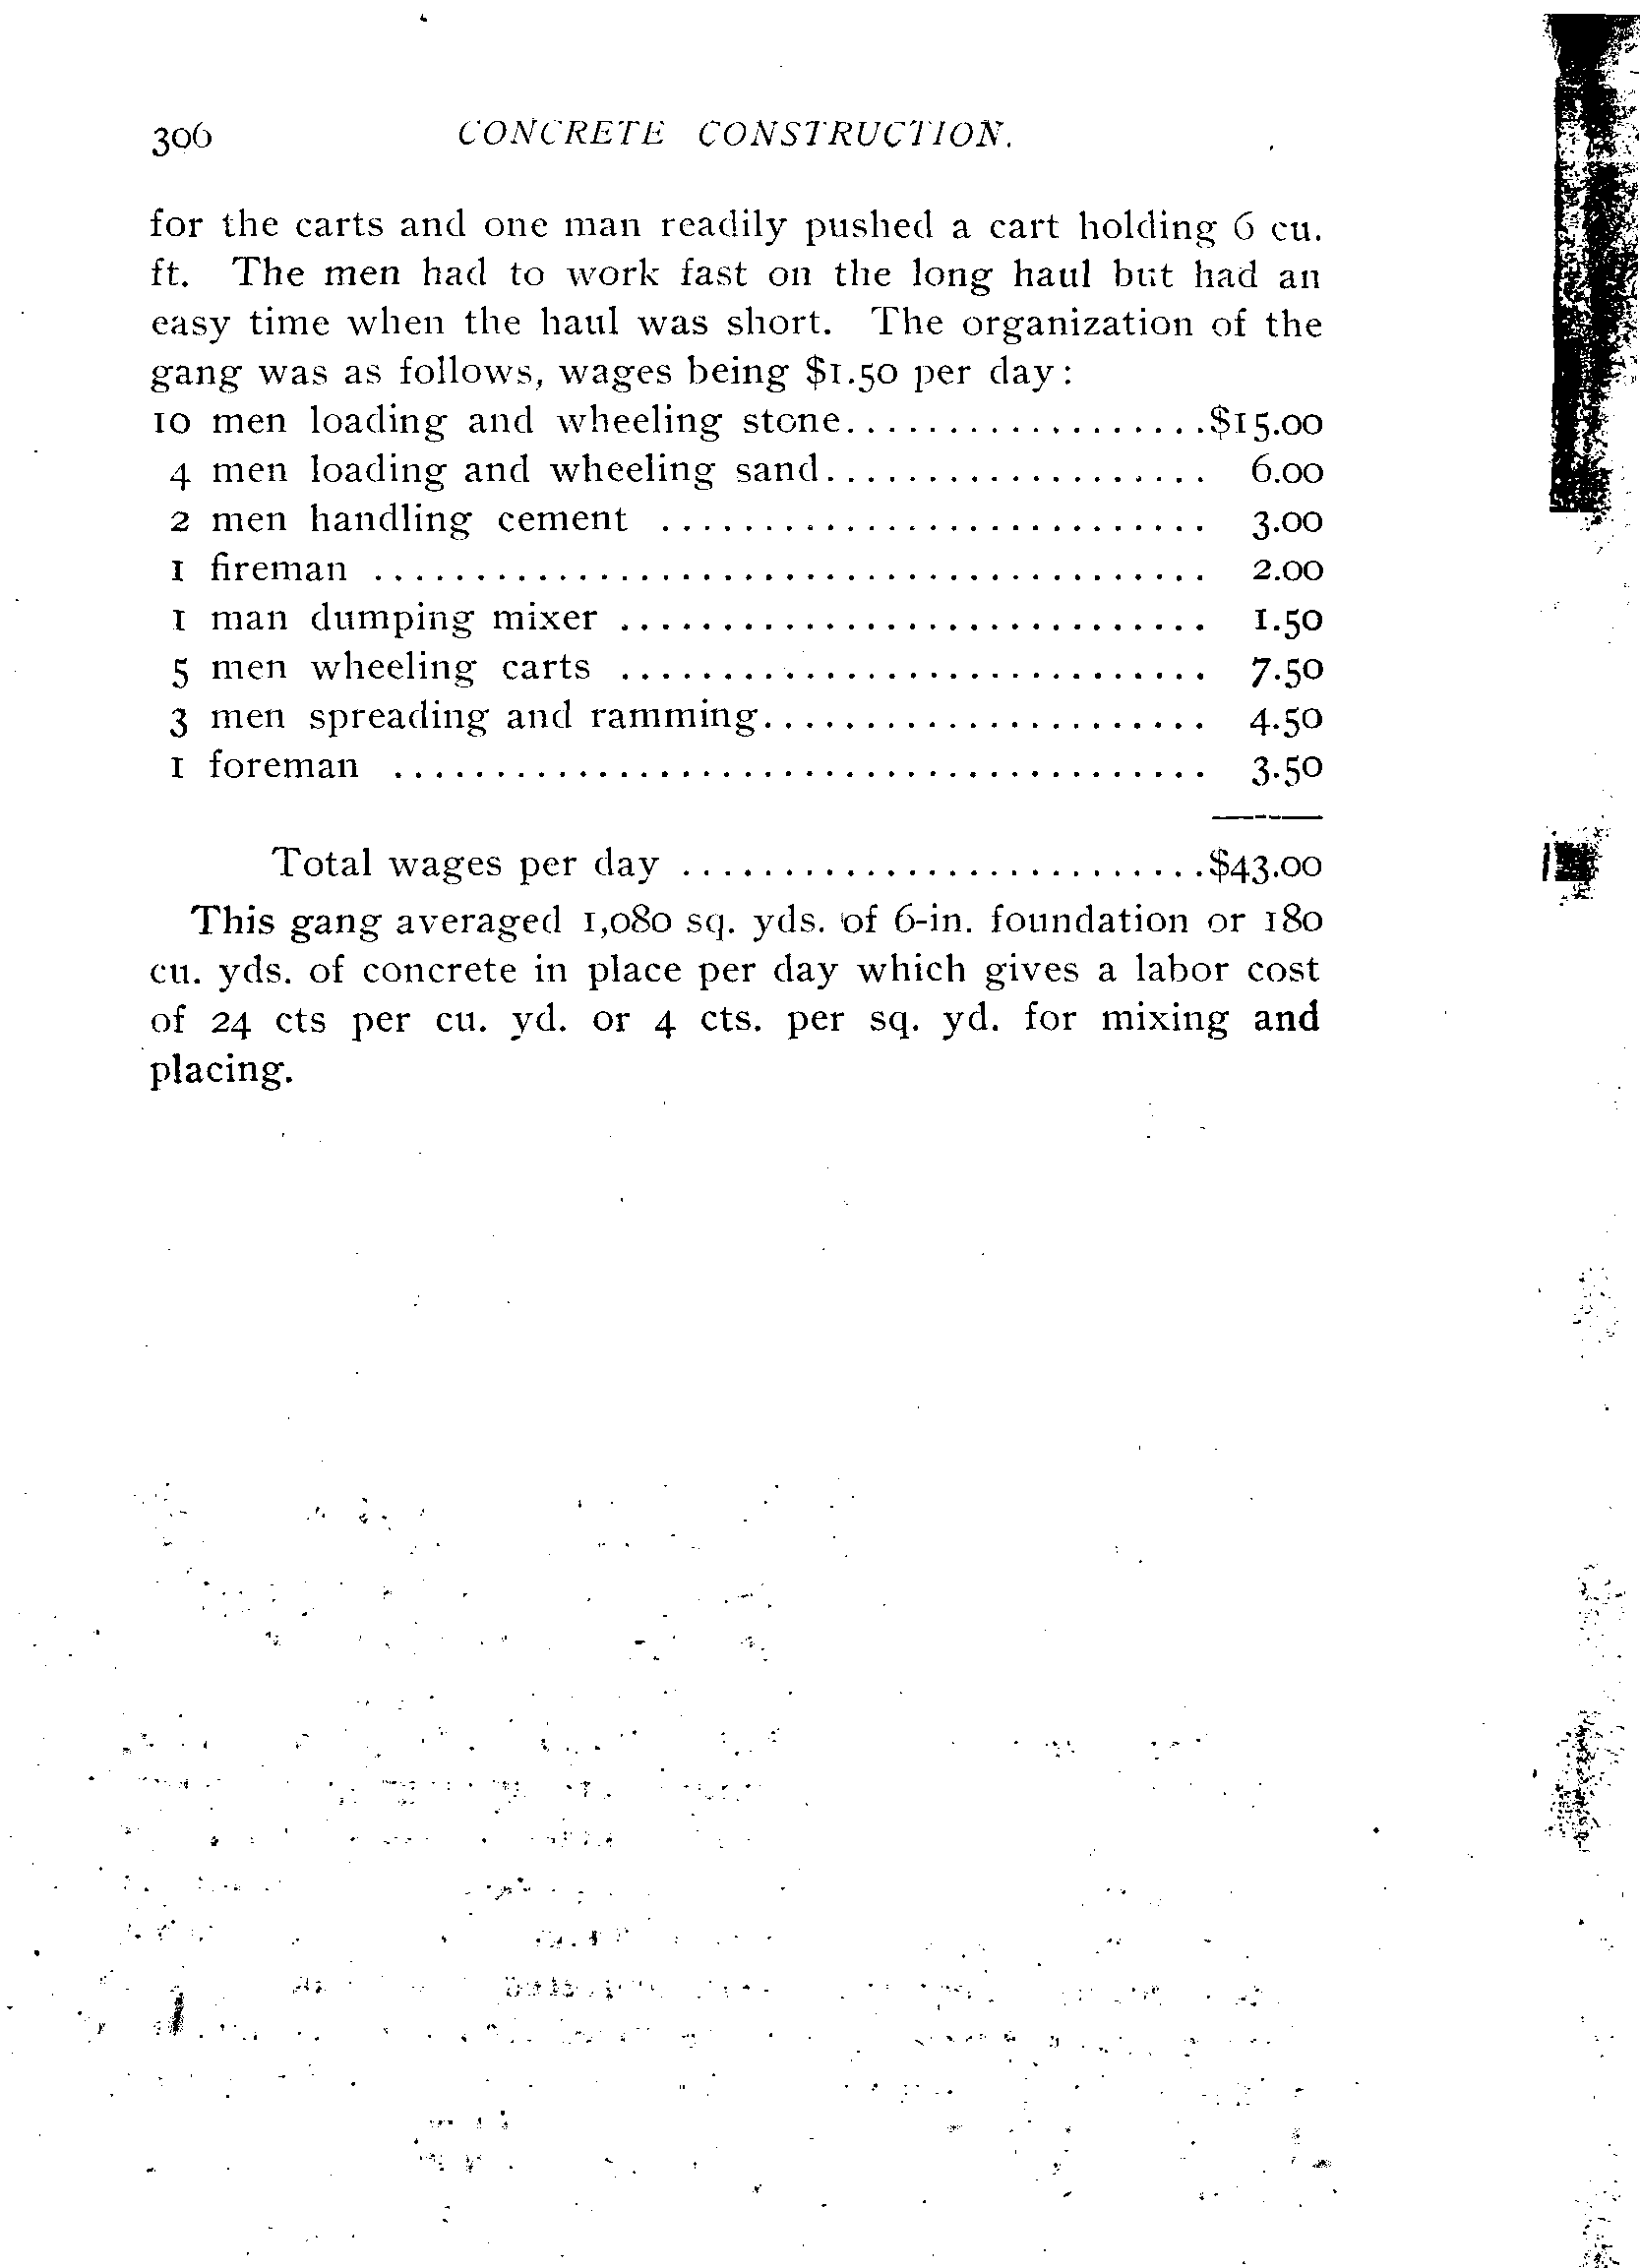 306 CONCRETE CONSTRUCTION.
for the carts and one man readily pushed a cart holding 6 cu.
ft. The men had to work fast on the long haul but had an
easy time when the haul was short. The organization of the
gang was as follows, wages being $1.50 per day:
10 men loading and wheeling stone..................$15.00
4 men loading and wheeling sand................... 6.00
2 men handling cement ........................... 3.00
1 fireman ......................................... 2.00
1 man dumping mixer ............................. 1.50
5 men wheeling carts ............................. 7.50
3 men spreading and ramming...................... 4.50
1 foreman ........................................ 3.50
Total wages per day ..........................$43.00
This gang averaged 1,080 sq. yds. of 6-in. foundation or 180
cu. yds. of concrete in place per day which gives a labor cost
of 24 cts per cu. yd. or 4 cts. per sq. yd. for mixing and
placing.